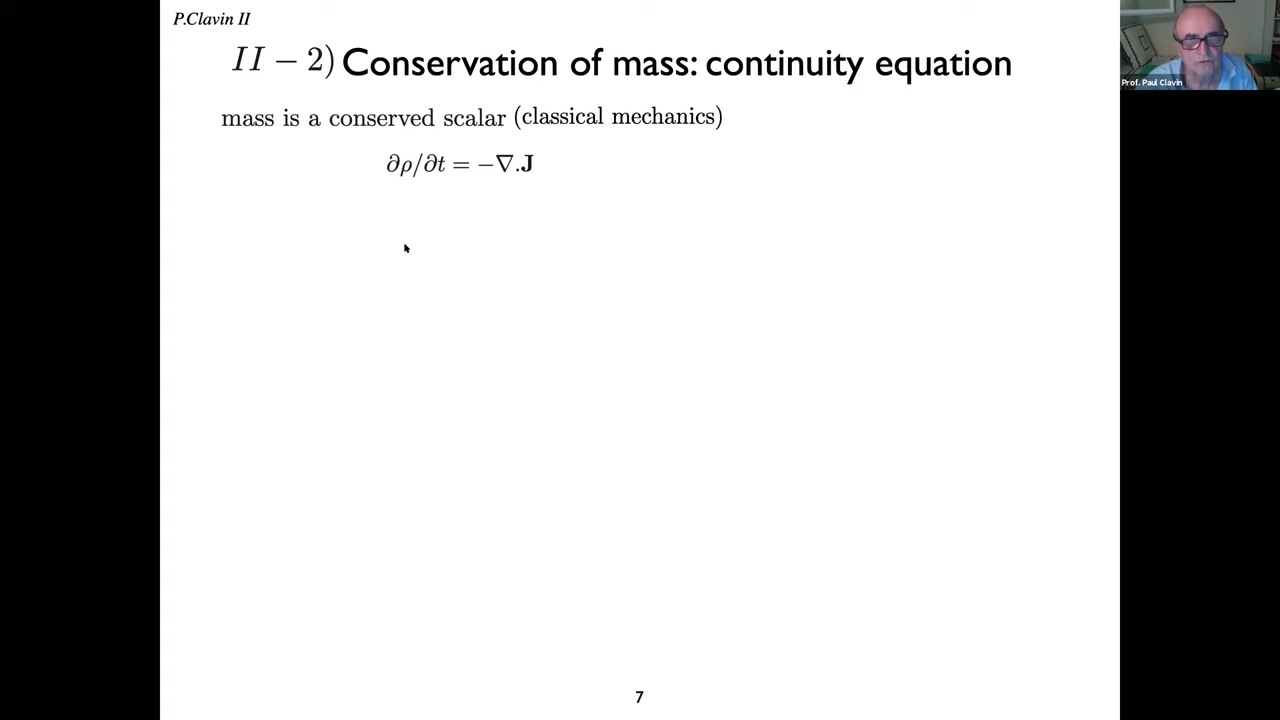 P.Clavin II
II − 2) Conservation of mass: continuity equation
mass is a conserved scalar (classical mechanics)
∂ρ/∂t = −∇.J
Prof. Paul Clavin
7